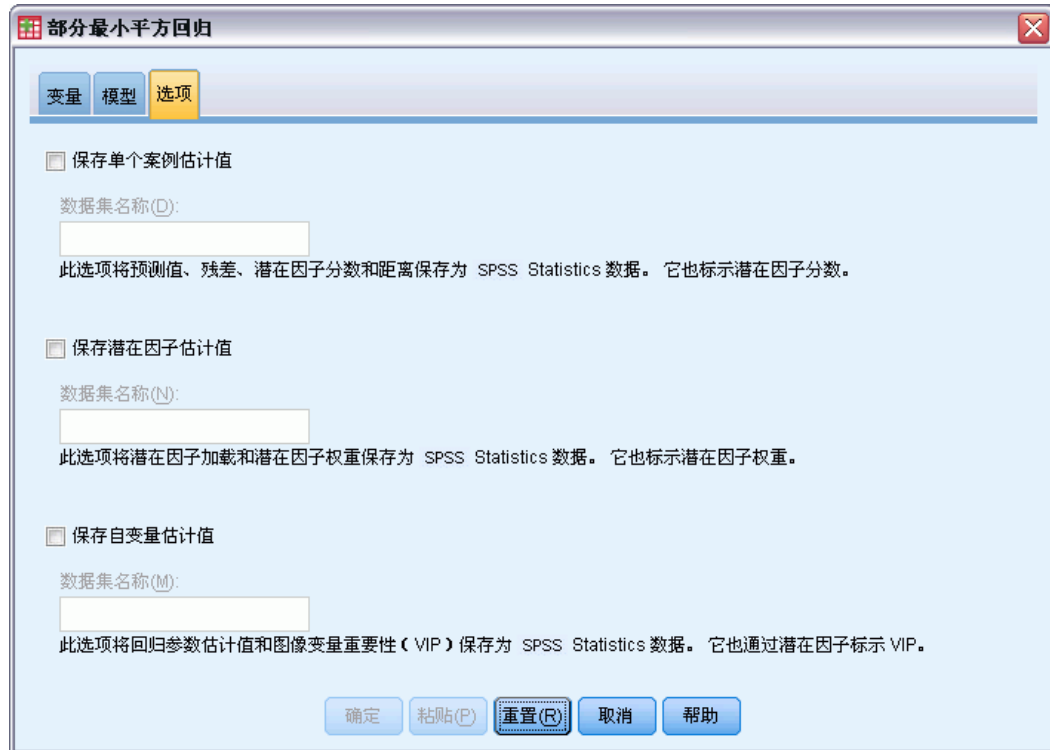 部分最小平方回归
变量 模型 选项
保存单个案例估计值
数据集名称(D):
此选项将预测值、残差、潜在因子分数和距离保存为 SPSS Statistics 数据。 它也标示潜在因子分数。
保存潜在因子估计值
数据集名称(N):
此选项将潜在因子加载和潜在因子权重保存为 SPSS Statistics 数据。 它也标示潜在因子权重。
保存自变量估计值
数据集名称(M):
此选项将回归参数估计值和图像变量重要性(VIP)保存为 SPSS Statistics 数据。 它也通过潜在因子标示 VIP。
确定 粘贴(P) 重置(R) 取消 帮助